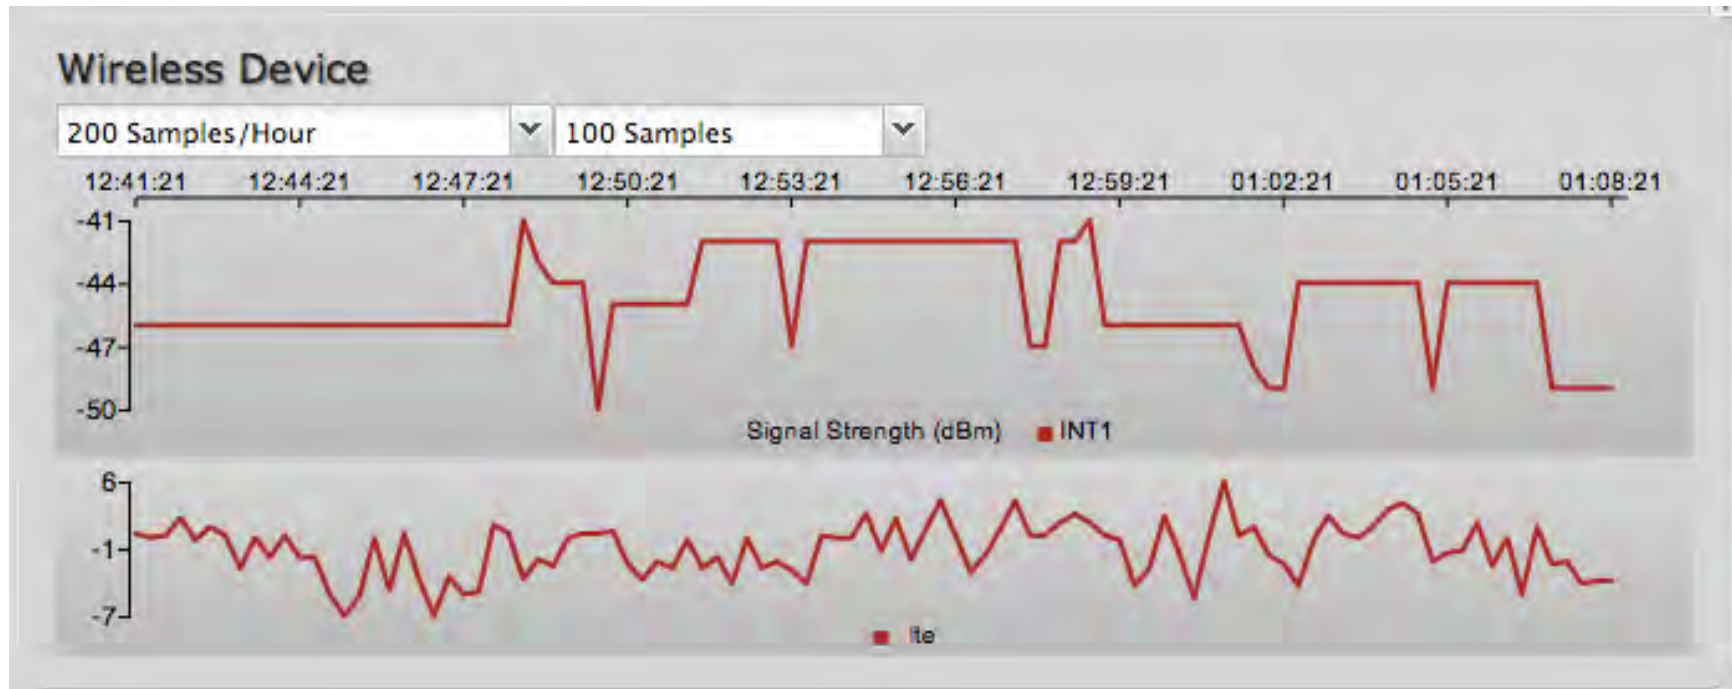 Wireless Device
200 Samples/Hour 100 Samples
12:41:21 12:44:21 12:47:21 12:50:21 12:53:21 12:56:21 12:59:21 01:02:21 01:05:21 01:08:21
-41
-44
-47
-50
Signal Strength (dBm) INT1
6
-1
-7
lte